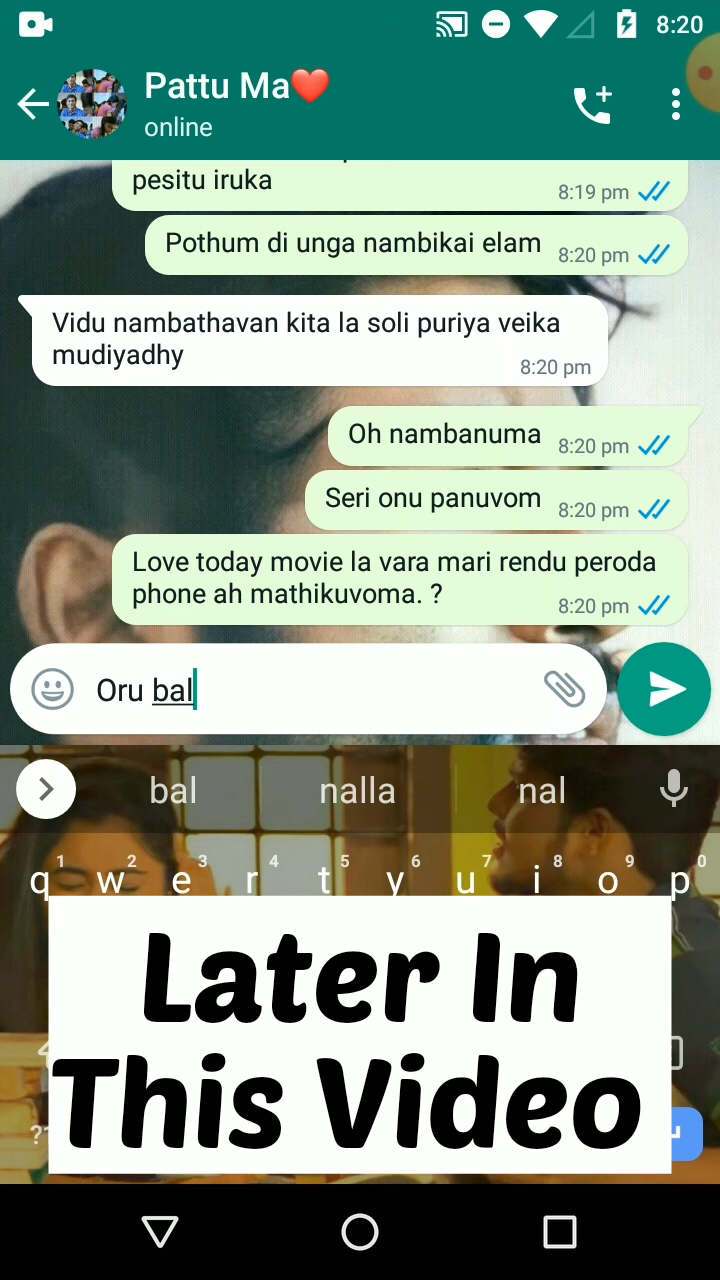 8:20
Pattu Ma❤️
online
pesitu iruka
8:19 pm
Pothum di unga nambikai elam
8:20 pm
Vidu nambathavan kita la soli puriya veika
mudiyadhy
8:20 pm
Oh nambanuma
8:20 pm
Seri onu panuvom
8:20 pm
Love today movie la vara mari rendu peroda
phone ah mathikuvoma. ?
8:20 pm
Oru bal
bal nalla nal
1 2 3 4 5 6 7 8 9 0
q w e r t y u i o p
Later In
This Video